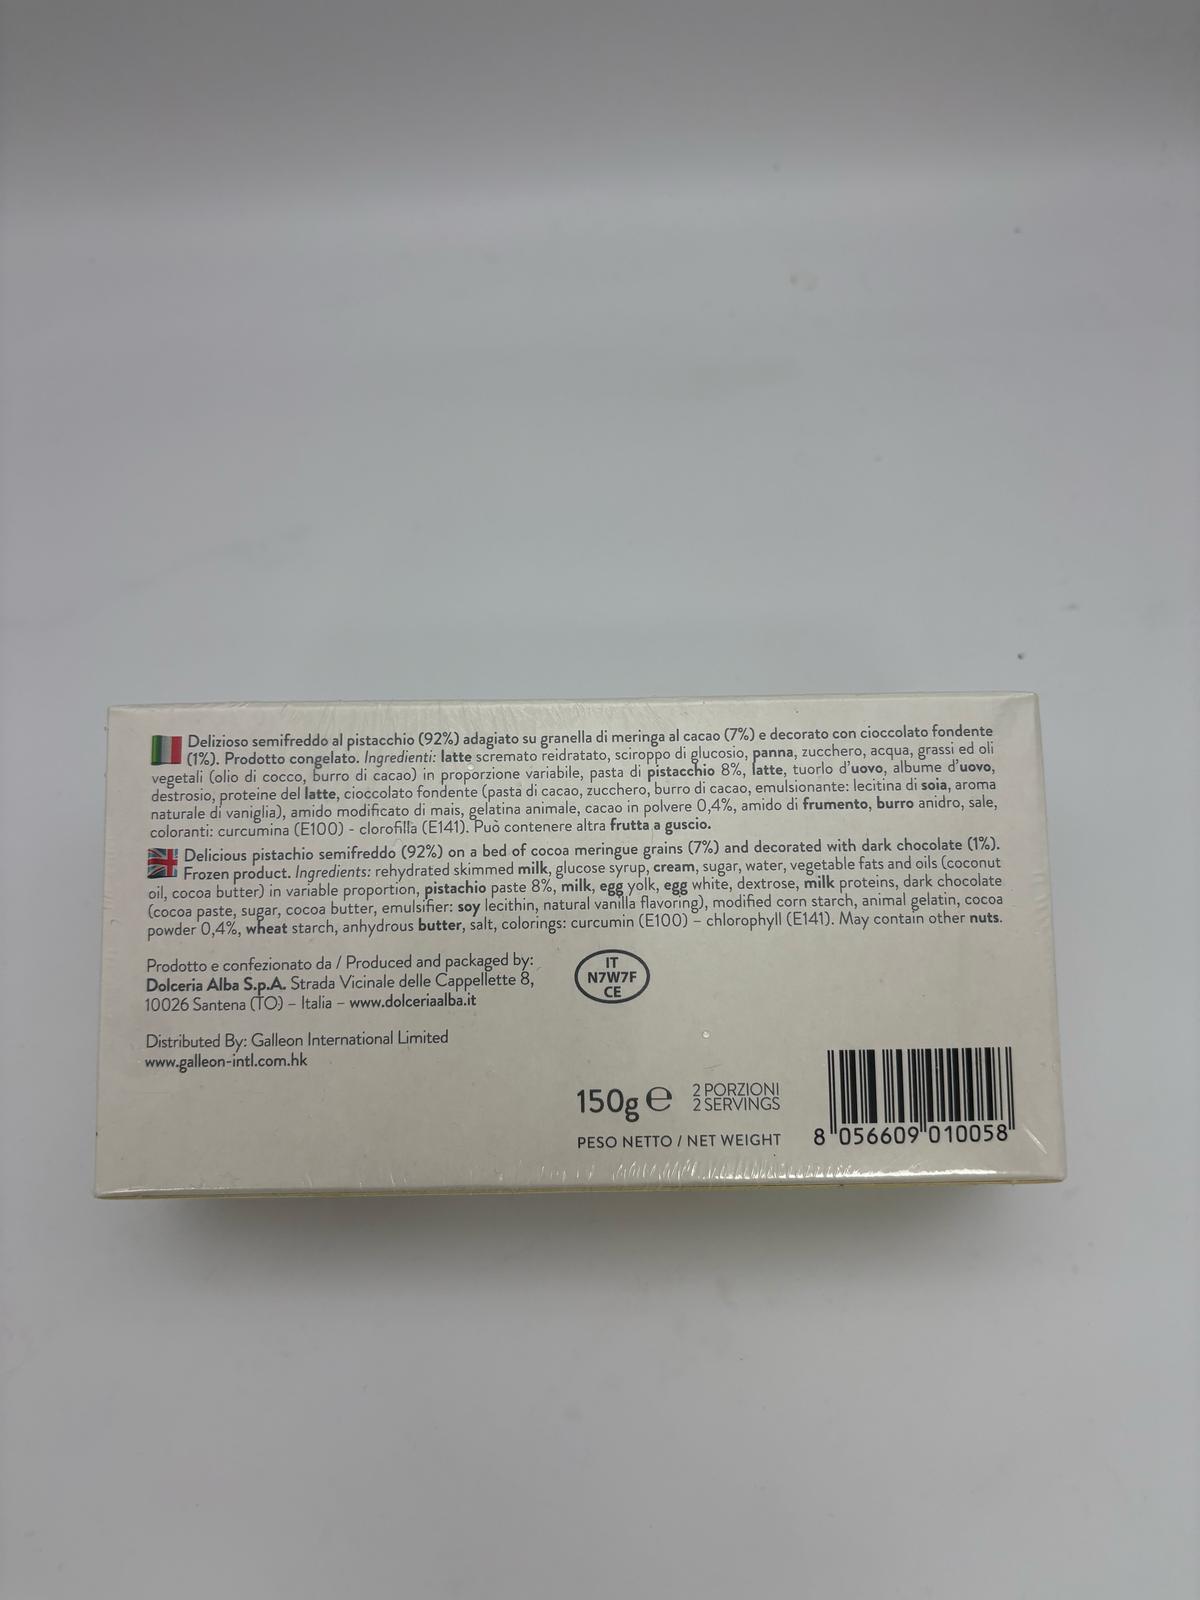 Delizioso semifreddo al pistacchio (92%) adagiato su granella di meringa al cacao (7%) e decorato con cioccolato fondente
(1%). Prodotto congelato. Ingredienti: latte scremato reidratato, sciroppo di glucosio, panna, zucchero, acqua, grassi ed oli
vegetali (olio di cocco, burro di cacao) in proporzione variabile, pasta di pistacchio 8%, latte, tuorlo d'uovo, albume d'uovo,
destrosio, proteine del latte, cioccolato fondente (pasta di cacao, zucchero, burro di cacao, emulsionante: lecitina di soia, aroma
naturale di vaniglia), amido modificato di mais, gelatina animale, cacao in polvere 0,4%, amido di frumento, burro anidro, sale,
coloranti: curcumina (E100) - clorofilla (E141). Può contenere altra frutta a guscio.
Delicious pistachio semifreddo (92%) on a bed of cocoa meringue grains (7%) and decorated with dark chocolate (1%).
Frozen product. Ingredients: rehydrated skimmed milk, glucose syrup, cream, sugar, water, vegetable fats and oils (coconut
oil, cocoa butter) in variable proportion, pistachio paste 8%, milk, egg yolk, egg white, dextrose, milk proteins, dark chocolate
(cocoa paste, sugar, cocoa butter, emulsifier: soy lecithin, natural vanilla flavoring), modified corn starch, animal gelatin, cocoa
powder 0,4%, wheat starch, anhydrous butter, salt, colorings: curcumin (E100) – chlorophyll (E141). May contain other nuts.
Prodotto e confezionato da / Produced and packaged by:
Dolceria Alba S.p.A. Strada Vicinale delle Cappellette 8,
10026 Santena (TO) – Italia – www.dolceriaalba.it
IT
N7W7F
CE
Distributed By: Galleon International Limited
www.galleon-intl.com.hk
150g e
2 PORZIONI
2 SERVINGS
PESO NETTO / NET WEIGHT
8 056609 010058